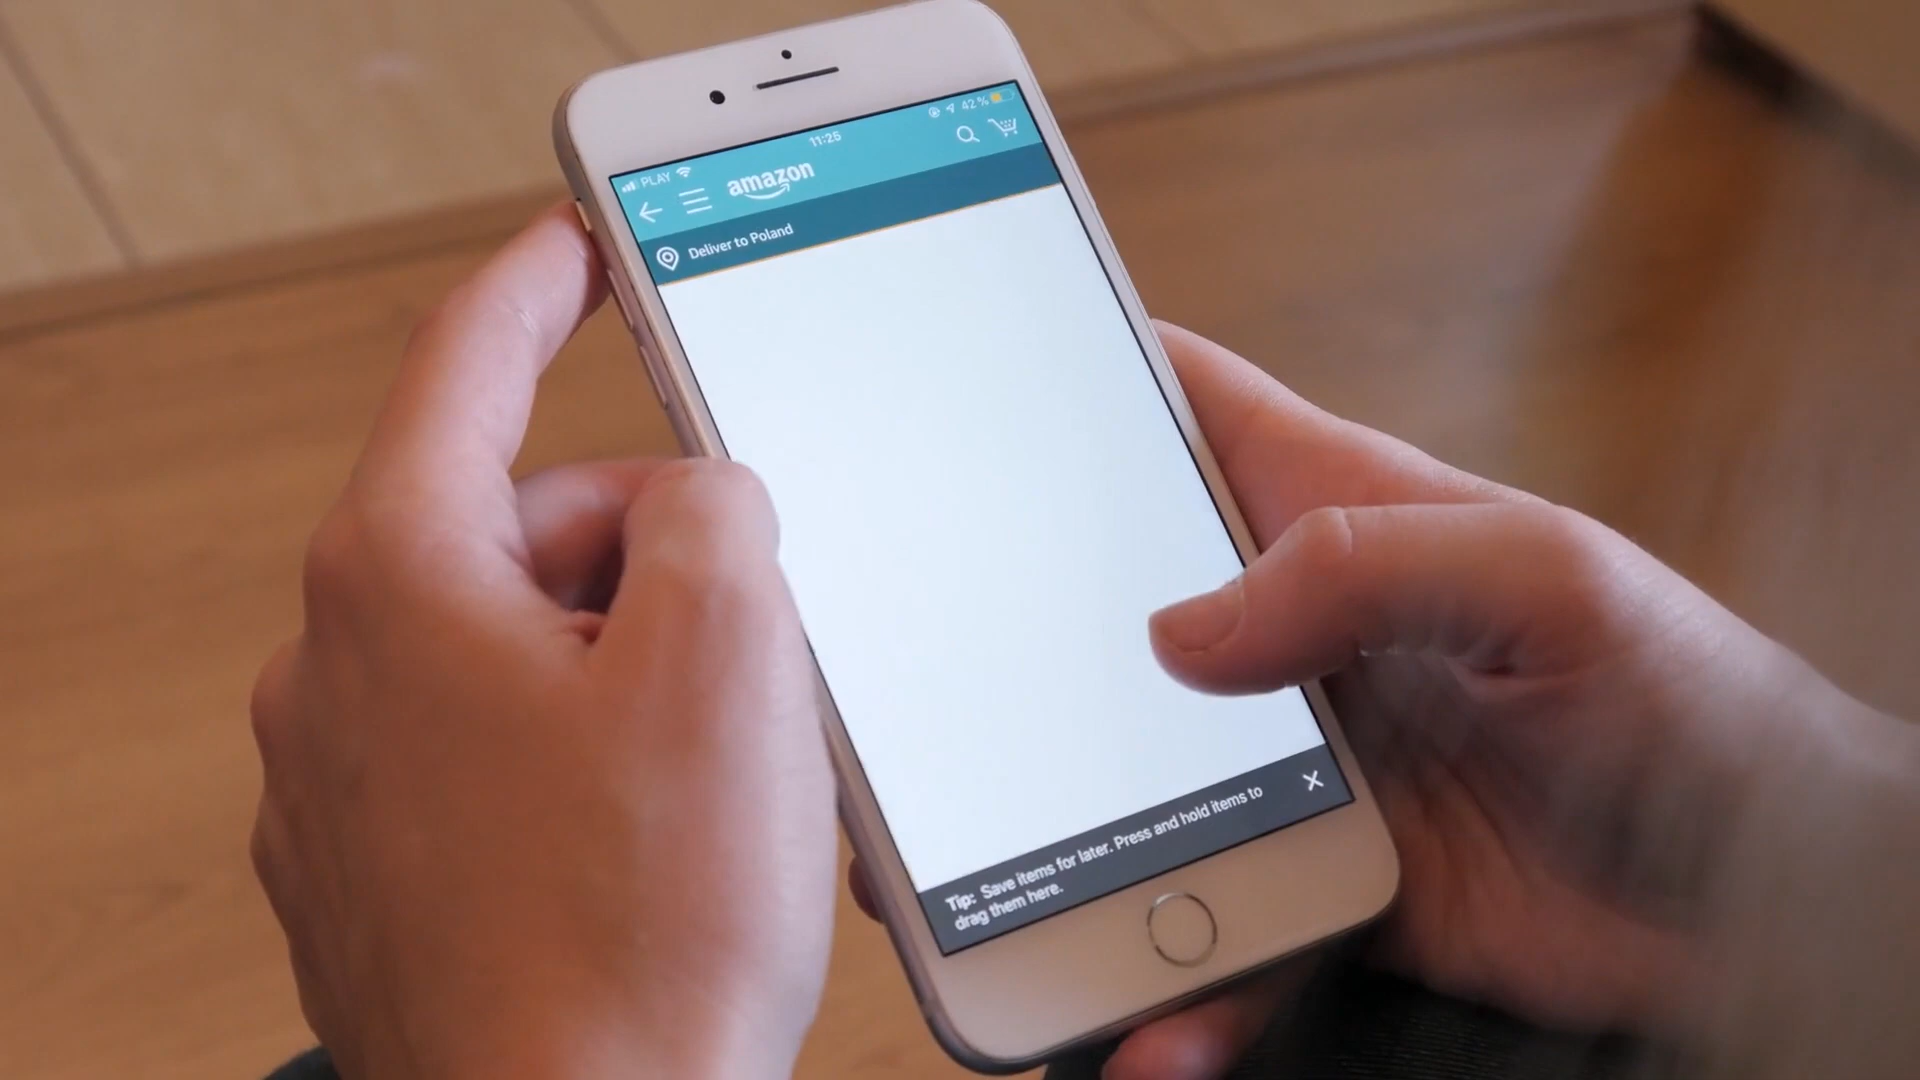 PLAY 11:25 42%
amazon
Deliver to Poland
Tip: Save items for later. Press and hold items to
drag them here.